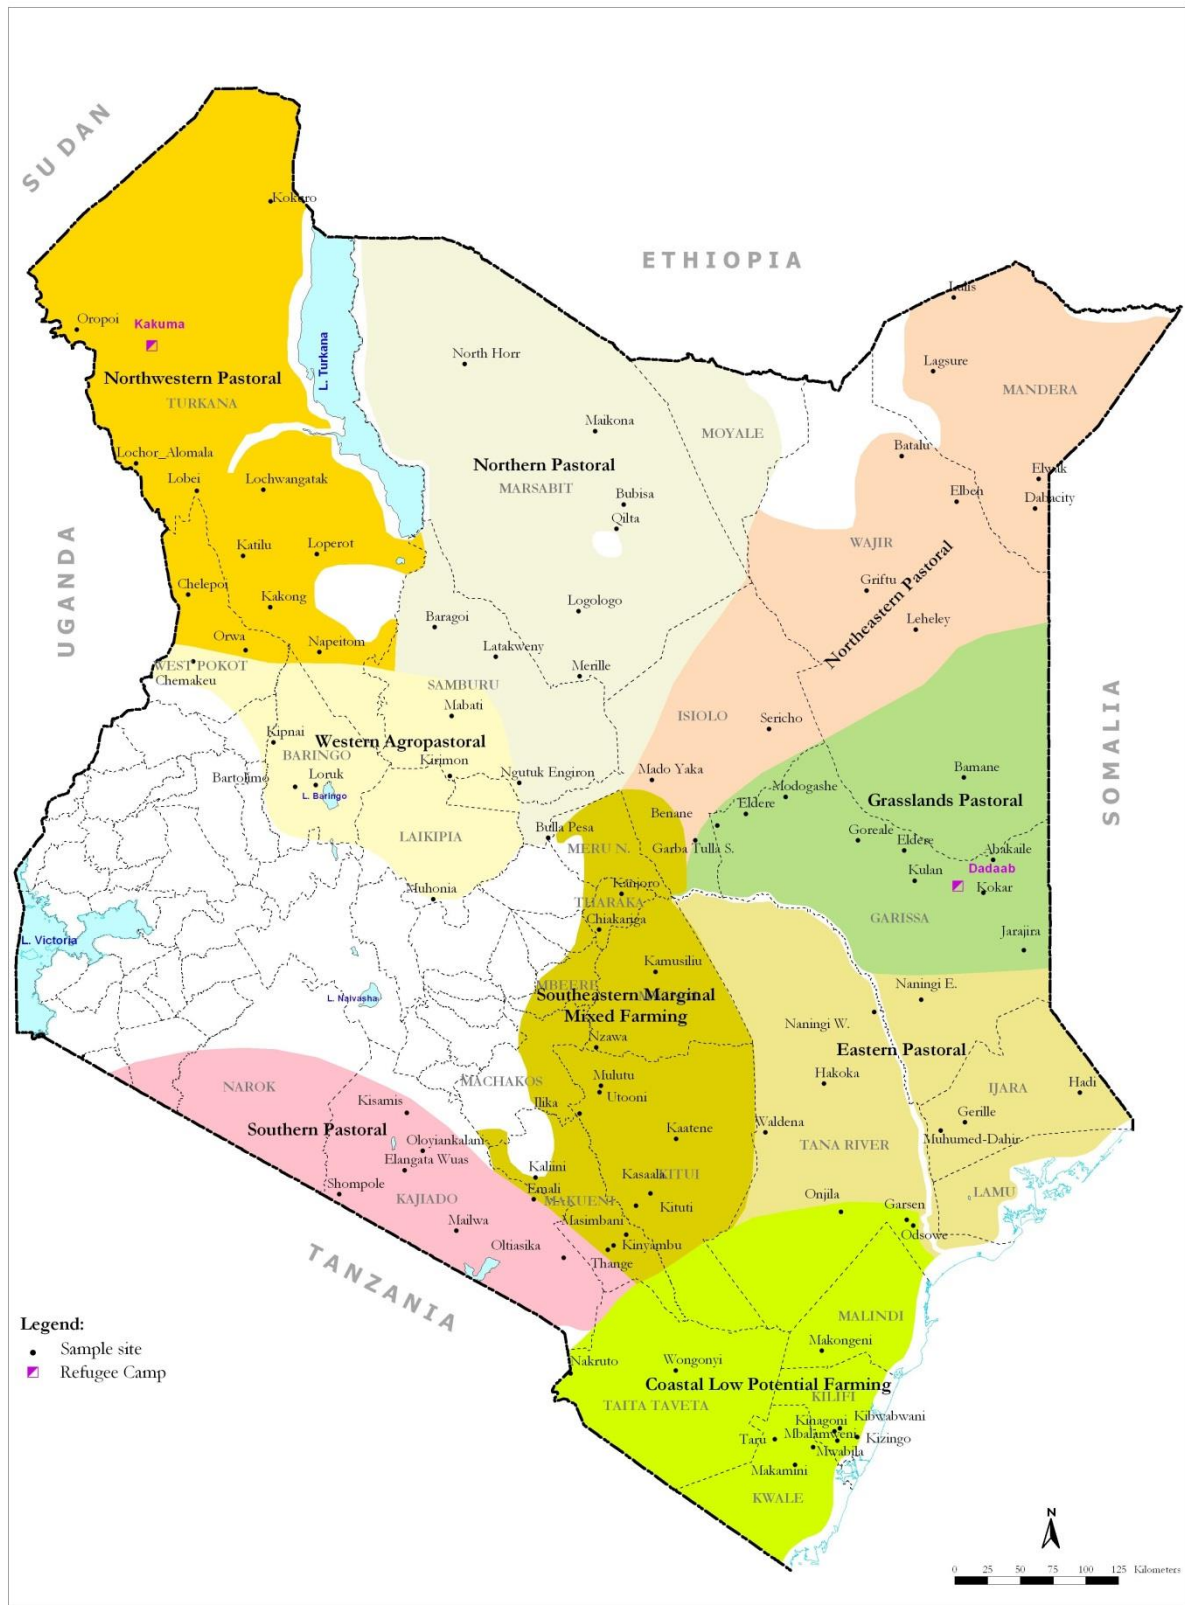 SUDAN
Kokuro
ETHIOPIA
Lulis
Oropoi
Kakuma
L. Turkana
North Horr
Lagsure
Northwestern Pastoral
TURKANA
MANDERA
Maikona
MOYALE
Batalu
Lochor_Alomala
Lobei
Lochwangatak
Northern Pastoral
MARSABIT
Bubisa
Qilta
Elwak
Elben
Dahacity
UGANDA
Katilu
Loperot
WAJIR
Griftu
Northeastern Pastoral
Chelepoi
Kakong
Logologo
Baragoi
Leheley
Orwa
Napeitom
Latakweny
WEST POKOT
Chemakeu
Merille
SAMBURU
Mabati
ISIOLO
Sericho
SOMALIA
Kipnai
Western Agropastoral
BARINGO
Kirimon
Bartolimo
Loruk
L. Baringo
Ngutuk Engiron
Mado Yaka
Bamane
Modogashe
Grasslands Pastoral
Benane
Eldere
LAIKIPIA
Bulla Pesa
MERU N.
Garba Tulla S.
Goreale
Eldere
Abakaile
Dadaab
Kulan
Kokar
Muhonia
Kanjoro
THARAKA
Chiakariga
GARISSA
Jarajira
L. Victoria
Kamusiliu
MBEERE
Southeastern Marginal
Mixed Farming
L. Naivasha
Naningi E.
Naningi W.
Nzawa
Eastern Pastoral
MACHAKOS
NAROK
Mulutu
Utooni
Hakoka
IJARA
Hadi
Kisamis
Ilika
Southern Pastoral
Kaatene
Waldena
Gerille
Muhumed-Dahir
TANA RIVER
Oloyiankalani
Elangata Wuas
Kaliini
Kasaala
KITUI
Shompole
KAJIADO
Emali
MAKUENI
Kituti
Onjila
LAMU
Garsen
Odsowe
Mailwa
Masimbani
Oltiasika
Kinyambu
Thange
TANZANIA
MALINDI
Makongeni
Nakruto
Wongonyi
Coastal Low Potential Farming
TAITA TAVETA
KILIFI
Kinagoni
Kibwabwani
Taru
Mbalamweni
Kizingo
Mwabila
Makamini
KWALE
Legend:
Sample site
Refugee Camp
N
0 25 50 75 100 125 Kilometers